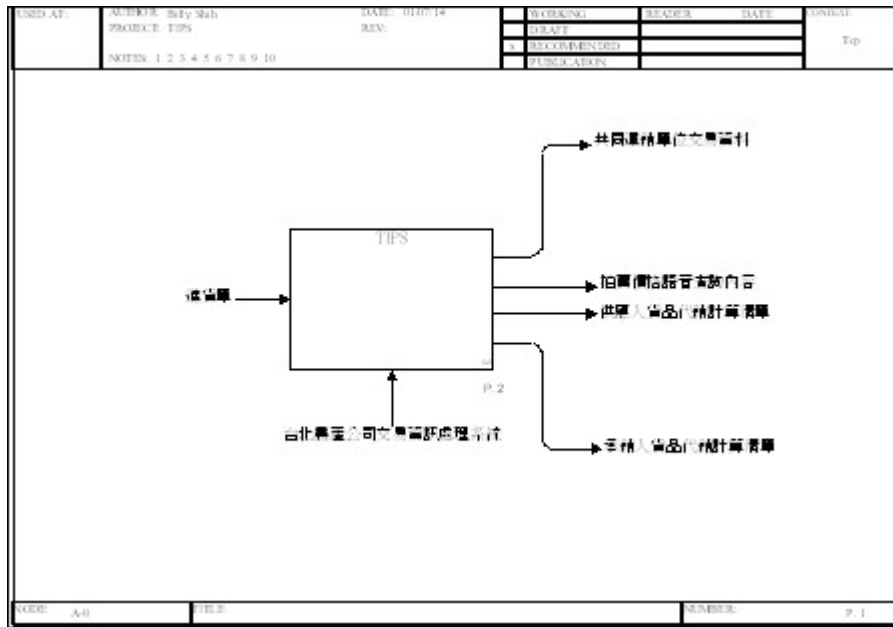 USED AT:
AUTHOR: Billy Shih
DATE: 01/07/14
WORKING
READER
DATE
CONTEXT:
PROJECT: TIPS
REV:
DRAFT
x RECOMMENDED
Top
NOTES: 1 2 3 4 5 6 7 8 9 10
PUBLICATION
共同運銷單位交易資料
TIPS
進貨單
拍賣價格語音查詢內容
供應人貨品代銷計算清單
P. 2
台北農產公司交易資訊處理系統
承銷人貨品代銷計算清單
NODE: A-0
TITLE:
NUMBER:
P. 1